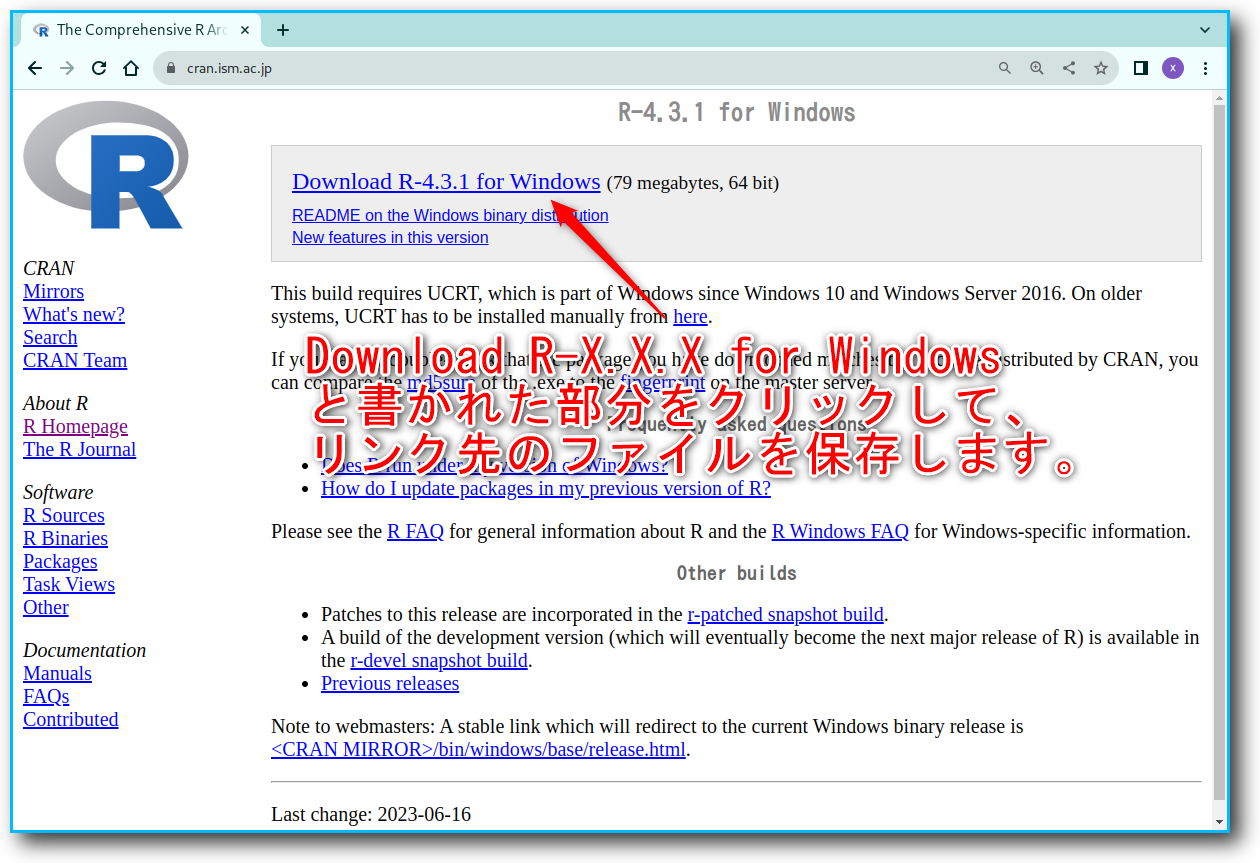 The Comprehensive R Arc
cran.ism.ac.jp
X
R
CRAN
Mirrors
What's new?
Search
CRAN Team
About R
R Homepage
The R Journal
Software
R Sources
R Binaries
Packages
Task Views
Other
Documentation
Manuals
FAQs
Contributed
R-4.3.1 for Windows
Download R-4.3.1 for Windows (79 megabytes, 64 bit)
README on the Windows binary distribution
New features in this version
This build requires UCRT, which is part of Windows since Windows 10 and Windows Server 2016. On older
systems, UCRT has to be installed manually from here.
If you that package you have downloaded matches distributed by CRAN, you
can compare the md5sum of the .exe to the fingerprint on the master server.
Download R-X.X.X for Windows
と書かれた部分をクリックして、
リンク先のファイルを保存します。
Frequently asked questions
Does R run under my version of Windows?
How do I update packages in my previous version of R?
Please see the R FAQ for general information about R and the R Windows FAQ for Windows-specific information.
Other builds
Patches to this release are incorporated in the r-patched snapshot build.
A build of the development version (which will eventually become the next major release of R) is available in
the r-devel snapshot build.
Previous releases
Note to webmasters: A stable link which will redirect to the current Windows binary release is
<CRAN MIRROR>/bin/windows/base/release.html.
Last change: 2023-06-16